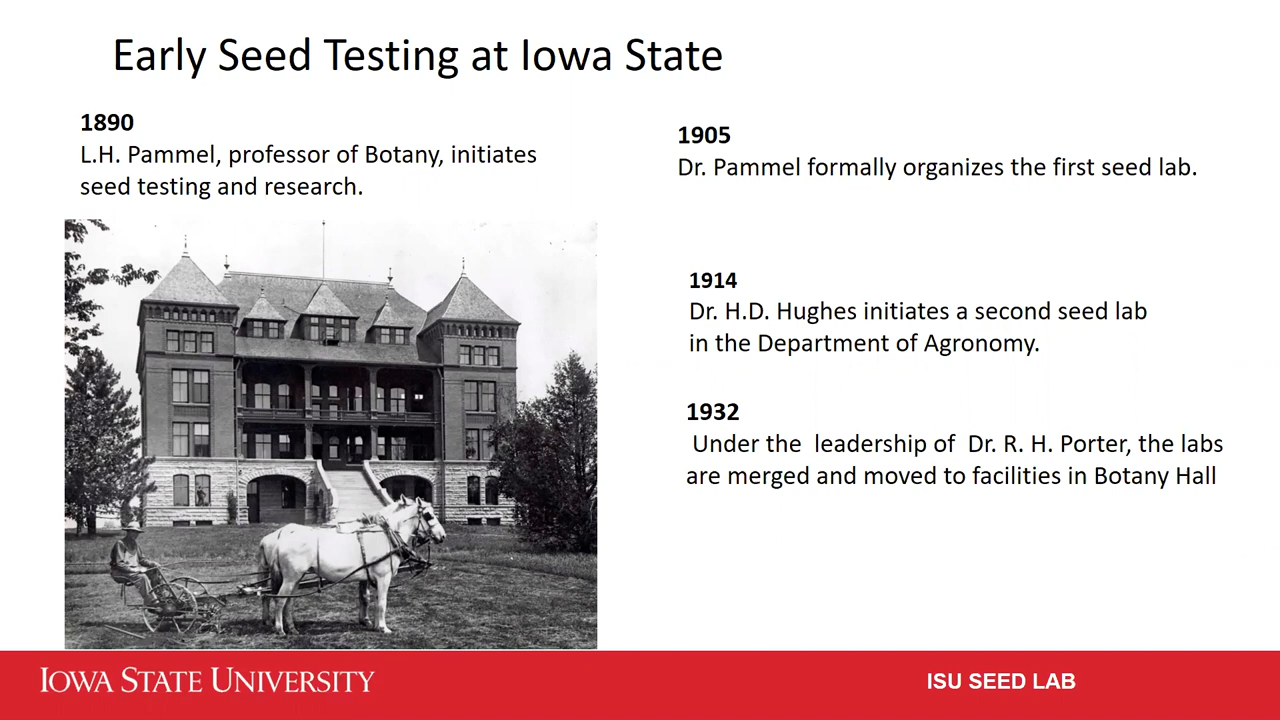 Early Seed Testing at Iowa State
1890
L.H. Pammel, professor of Botany, initiates
seed testing and research.
1905
Dr. Pammel formally organizes the first seed lab.
1914
Dr. H.D. Hughes initiates a second seed lab
in the Department of Agronomy.
1932
Under the leadership of Dr. R. H. Porter, the labs
are merged and moved to facilities in Botany Hall
IOWA STATE UNIVERSITY
ISU SEED LAB